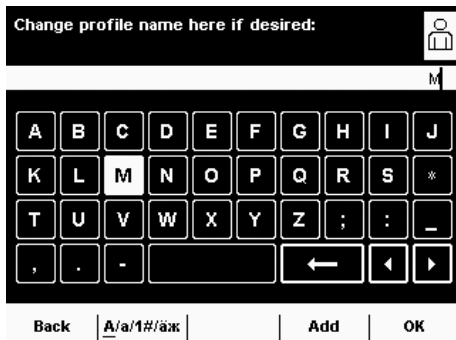 Change profile name here if desired:
M
A B C D E F G H I J
K L M N O P Q R S *
T U V W X Y Z ; : _
, . - ← ◄ ►
Back A/a/1#/äж Add OK